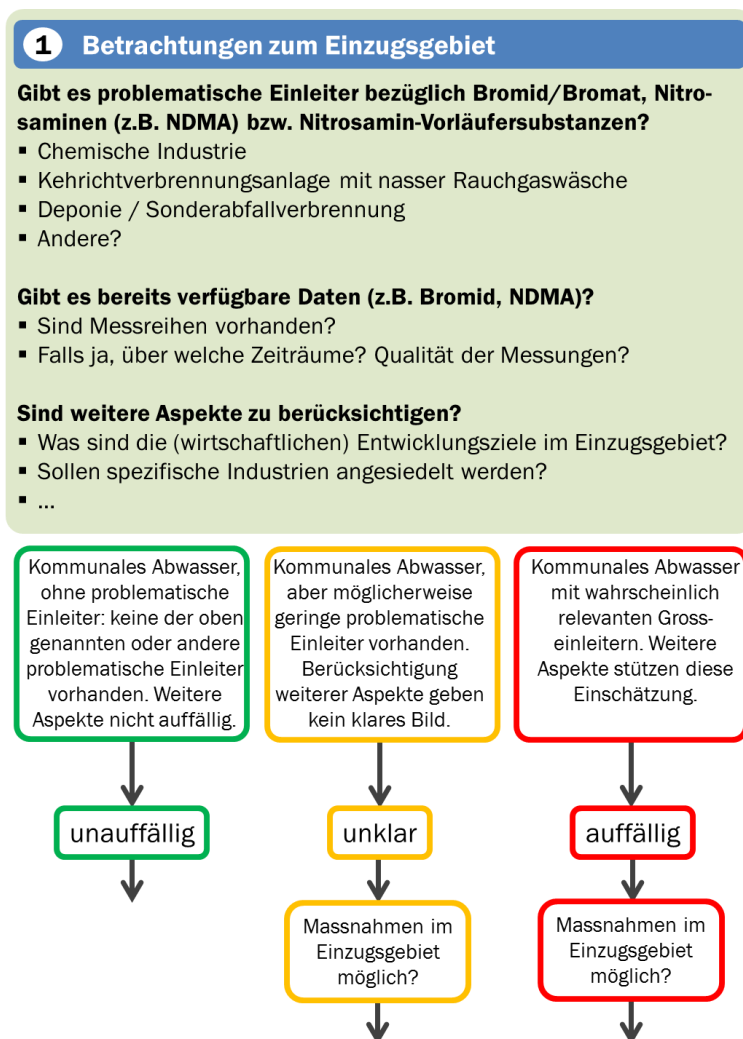 1 Betrachtungen zum Einzugsgebiet
Gibt es problematische Einleiter bezüglich Bromid/Bromat, Nitro-
saminen (z.B. NDMA) bzw. Nitrosamin-Vorläufersubstanzen?
▪ Chemische Industrie
▪ Kehrichtverbrennungsanlage mit nasser Rauchgaswäsche
▪ Deponie / Sonderabfallverbrennung
▪ Andere?
Gibt es bereits verfügbare Daten (z.B. Bromid, NDMA)?
▪ Sind Messreihen vorhanden?
▪ Falls ja, über welche Zeiträume? Qualität der Messungen?
Sind weitere Aspekte zu berücksichtigen?
▪ Was sind die (wirtschaftlichen) Entwicklungsziele im Einzugsgebiet?
▪ Sollen spezifische Industrien angesiedelt werden?
▪ ...
Kommunales Abwasser,
ohne problematische
Einleiter: keine der oben
genannten oder andere
problematische Einleiter
vorhanden. Weitere
Aspekte nicht auffällig.
Kommunales Abwasser,
aber möglicherweise
geringe problematische
Einleiter vorhanden.
Berücksichtigung
weiterer Aspekte geben
kein klares Bild.
Kommunales Abwasser
mit wahrscheinlich
relevanten Gross-
einleitern. Weitere
Aspekte stützen diese
Einschätzung.
unauffällig
unklar
auffällig
Massnahmen im
Einzugsgebiet
möglich?
Massnahmen im
Einzugsgebiet
möglich?